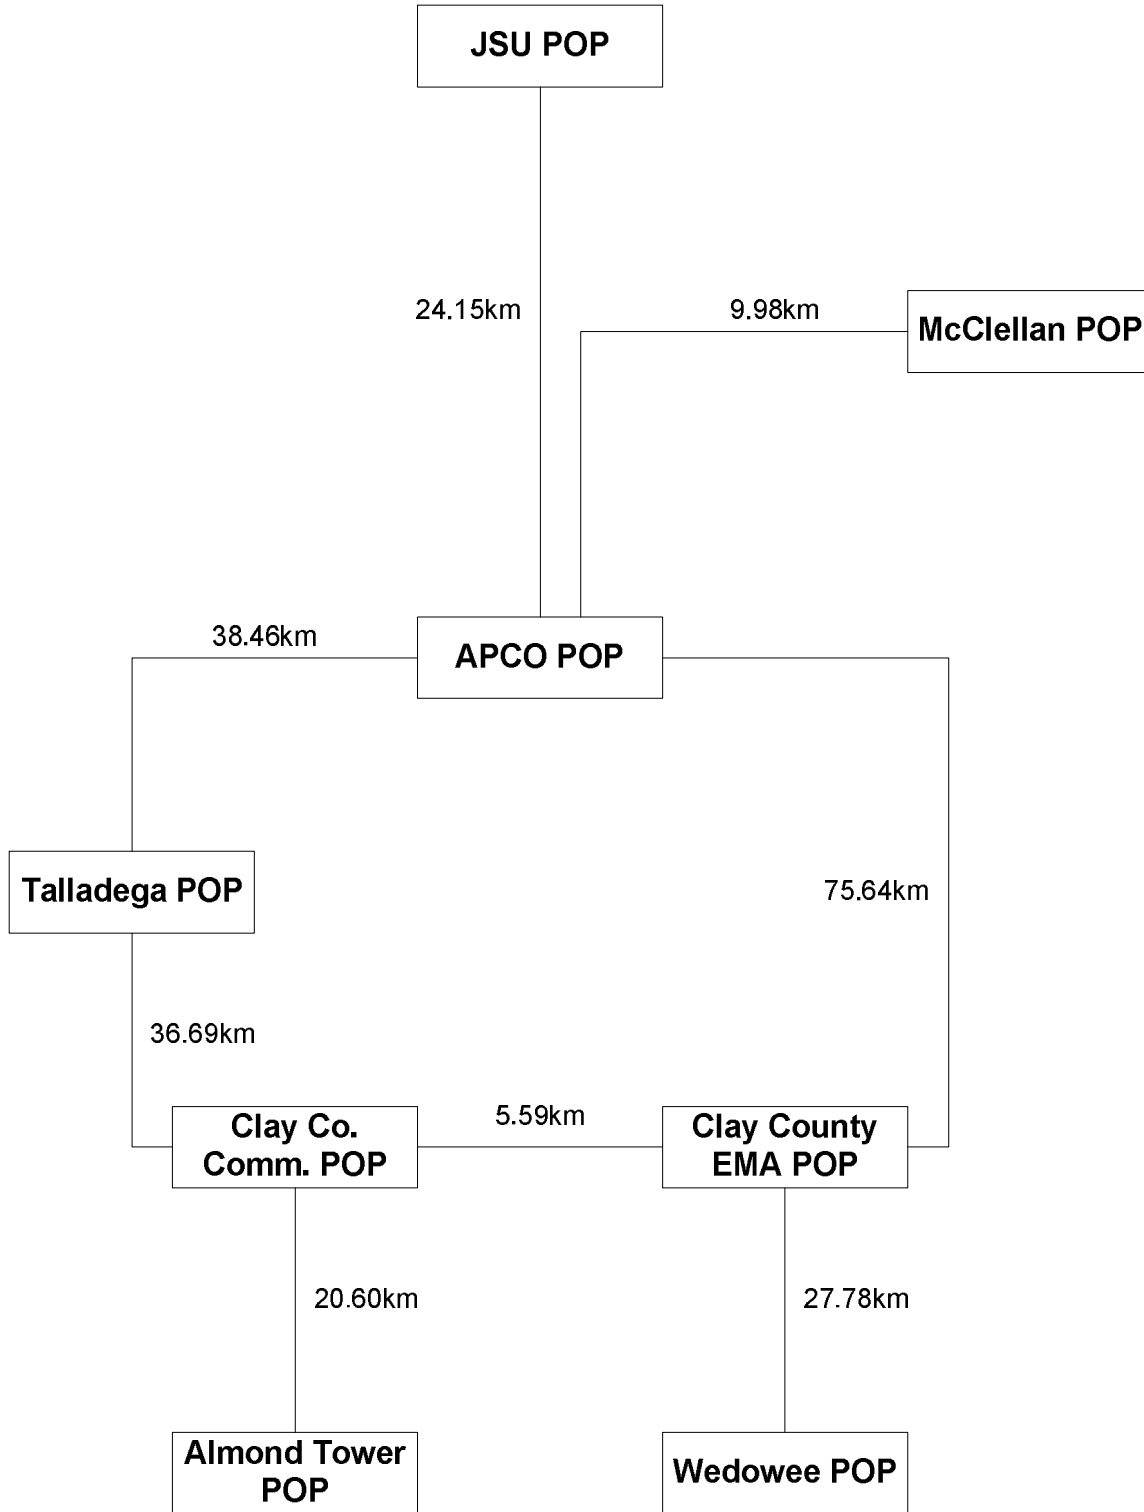 JSU POP
24.15km
9.98km
McClellan POP
38.46km
APCO POP
Talladega POP
75.64km
36.69km
Clay Co.
Comm. POP
5.59km
Clay County
EMA POP
20.60km
27.78km
Almond Tower
POP
Wedowee POP